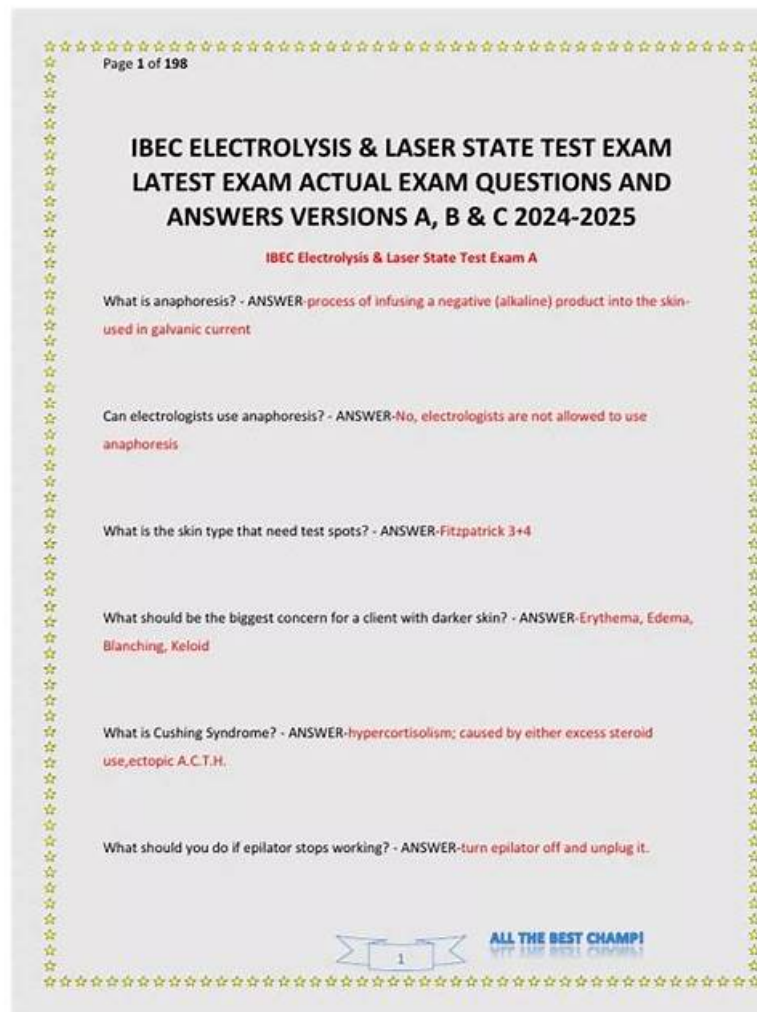 Page 1 of 198
IBEC ELECTROLYSIS & LASER STATE TEST EXAM
LATEST EXAM ACTUAL EXAM QUESTIONS AND
ANSWERS VERSIONS A, B & C 2024-2025
IBEC Electrolysis & Laser State Test Exam A
What is anaphoresis? - ANSWER-process of infusing a negative (alkaline) product into the skin-
used in galvanic current
Can electrologists use anaphoresis? - ANSWER-No, electrologists are not allowed to use
anaphoresis
What is the skin type that need test spots? - ANSWER-Fitzpatrick 3+4
What should be the biggest concern for a client with darker skin? - ANSWER-Erythema, Edema,
Blanching, Keloid
What is Cushing Syndrome? - ANSWER-hypercortisolism; caused by either excess steroid
use,ectopic A.C.T.H.
What should you do if epilator stops working? - ANSWER-turn epilator off and unplug it.
ALL THE BEST CHAMP!
1